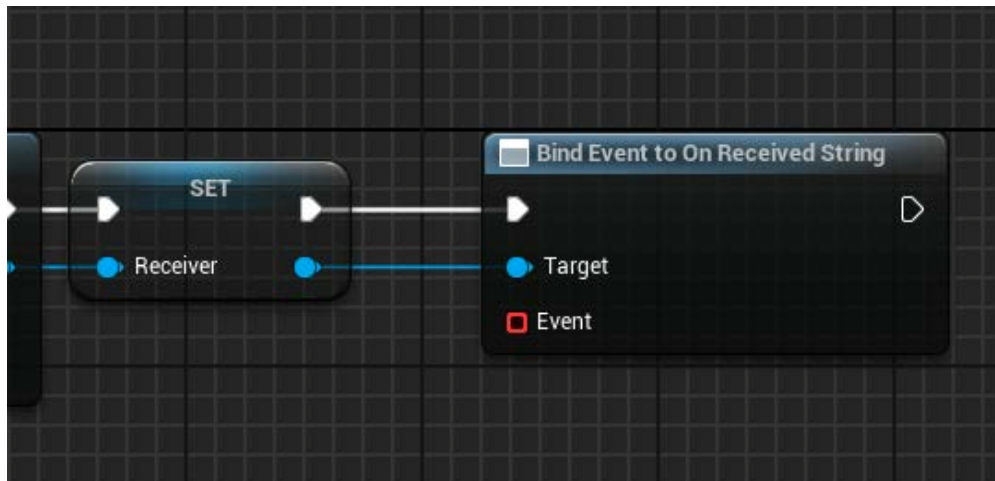 Bind Event to On Received String
SET
Receiver
Target
Event